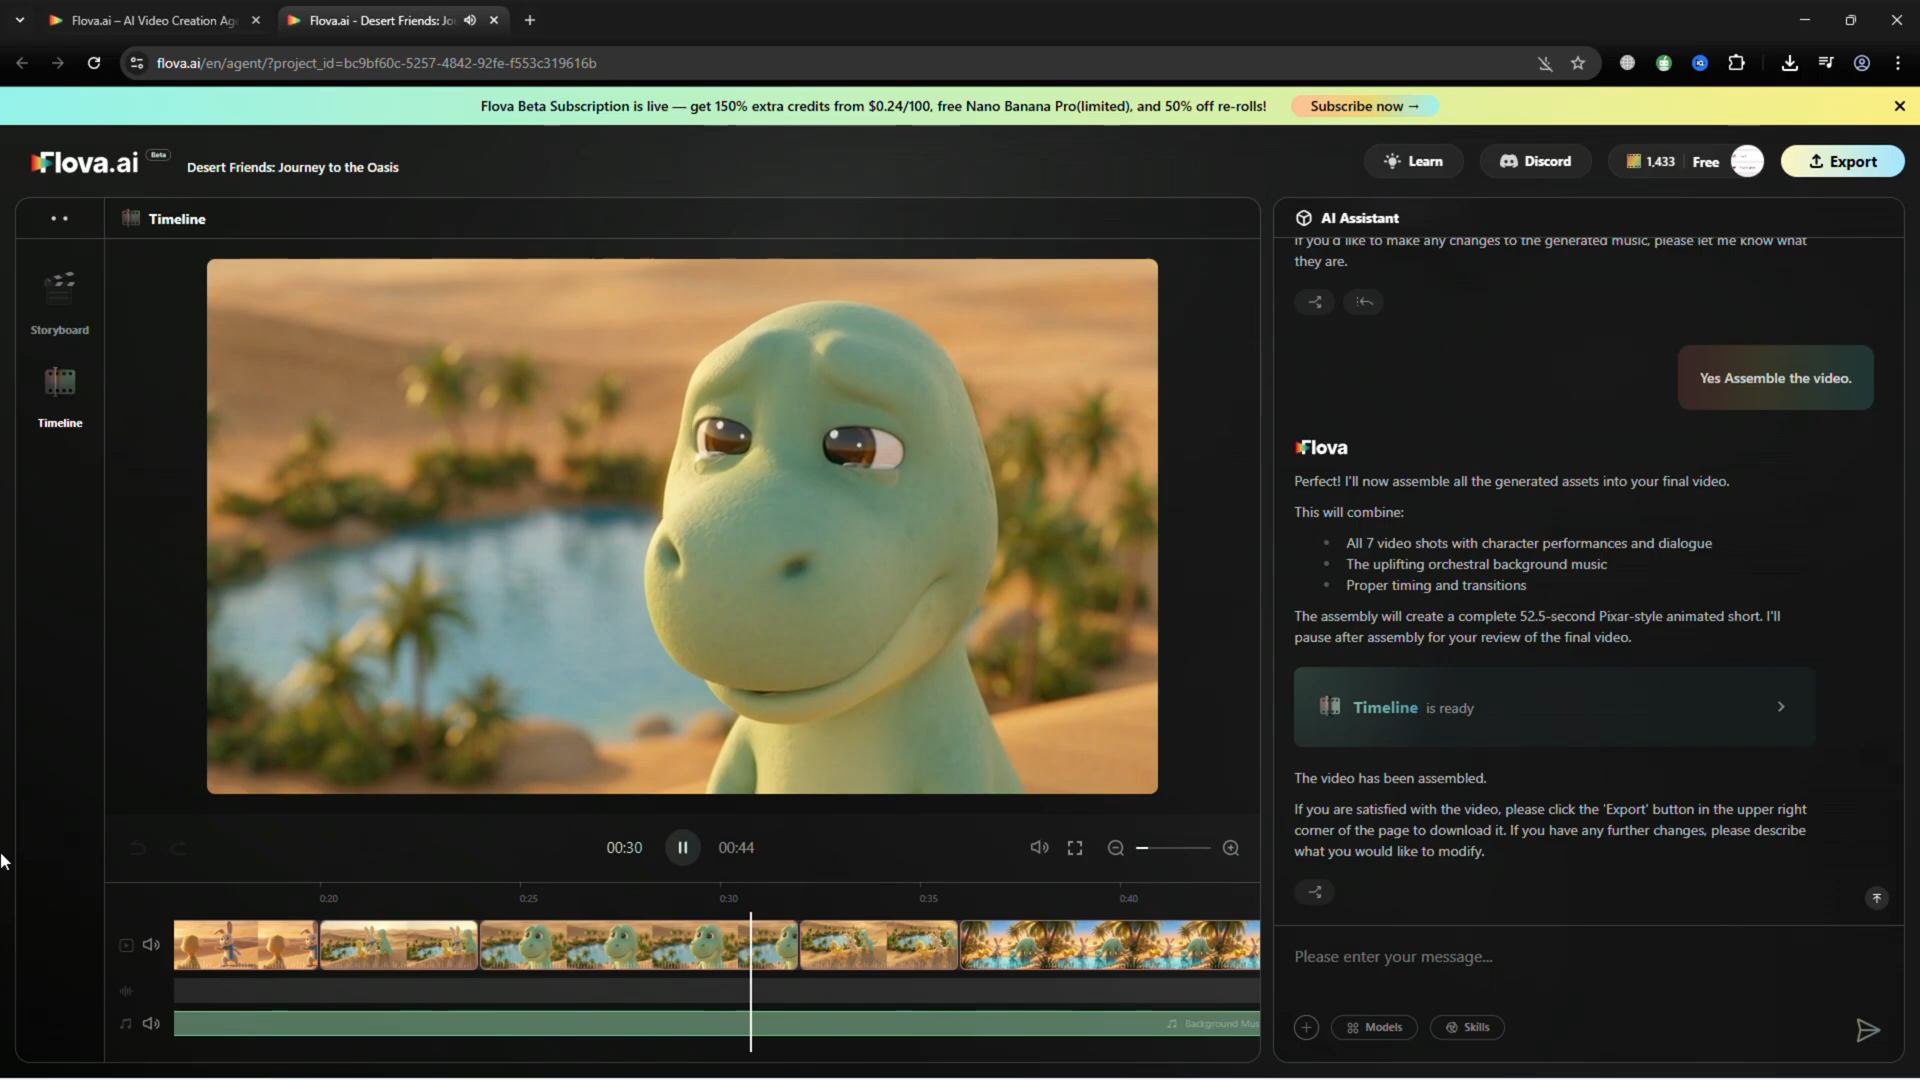 Flova.ai – AI Video Creation Ag
Flova.ai - Desert Friends: Jo
flova.ai/en/agent/?project_id=bc9bf60c-5257-4842-92fe-f553c319616b
Flova Beta Subscription is live — get 150% extra credits from $0.24/100, free Nano Banana Pro(limited), and 50% off re-rolls!
Subscribe now →
Flova.ai
Beta
Desert Friends: Journey to the Oasis
Learn
Discord
1,433
Free
Export
Timeline
Storyboard
Timeline
00:30
00:44
0:20
0:25
0:30
0:35
0:40
Background Mus
AI Assistant
If you'd like to make any changes to the generated music, please let me know what
they are.
Yes Assemble the video.
Flova
Perfect! I'll now assemble all the generated assets into your final video.
This will combine:
All 7 video shots with character performances and dialogue
The uplifting orchestral background music
Proper timing and transitions
The assembly will create a complete 52.5-second Pixar-style animated short. I'll
pause after assembly for your review of the final video.
Timeline is ready
The video has been assembled.
If you are satisfied with the video, please click the 'Export' button in the upper right
corner of the page to download it. If you have any further changes, please describe
what you would like to modify.
Please enter your message...
Models
Skills